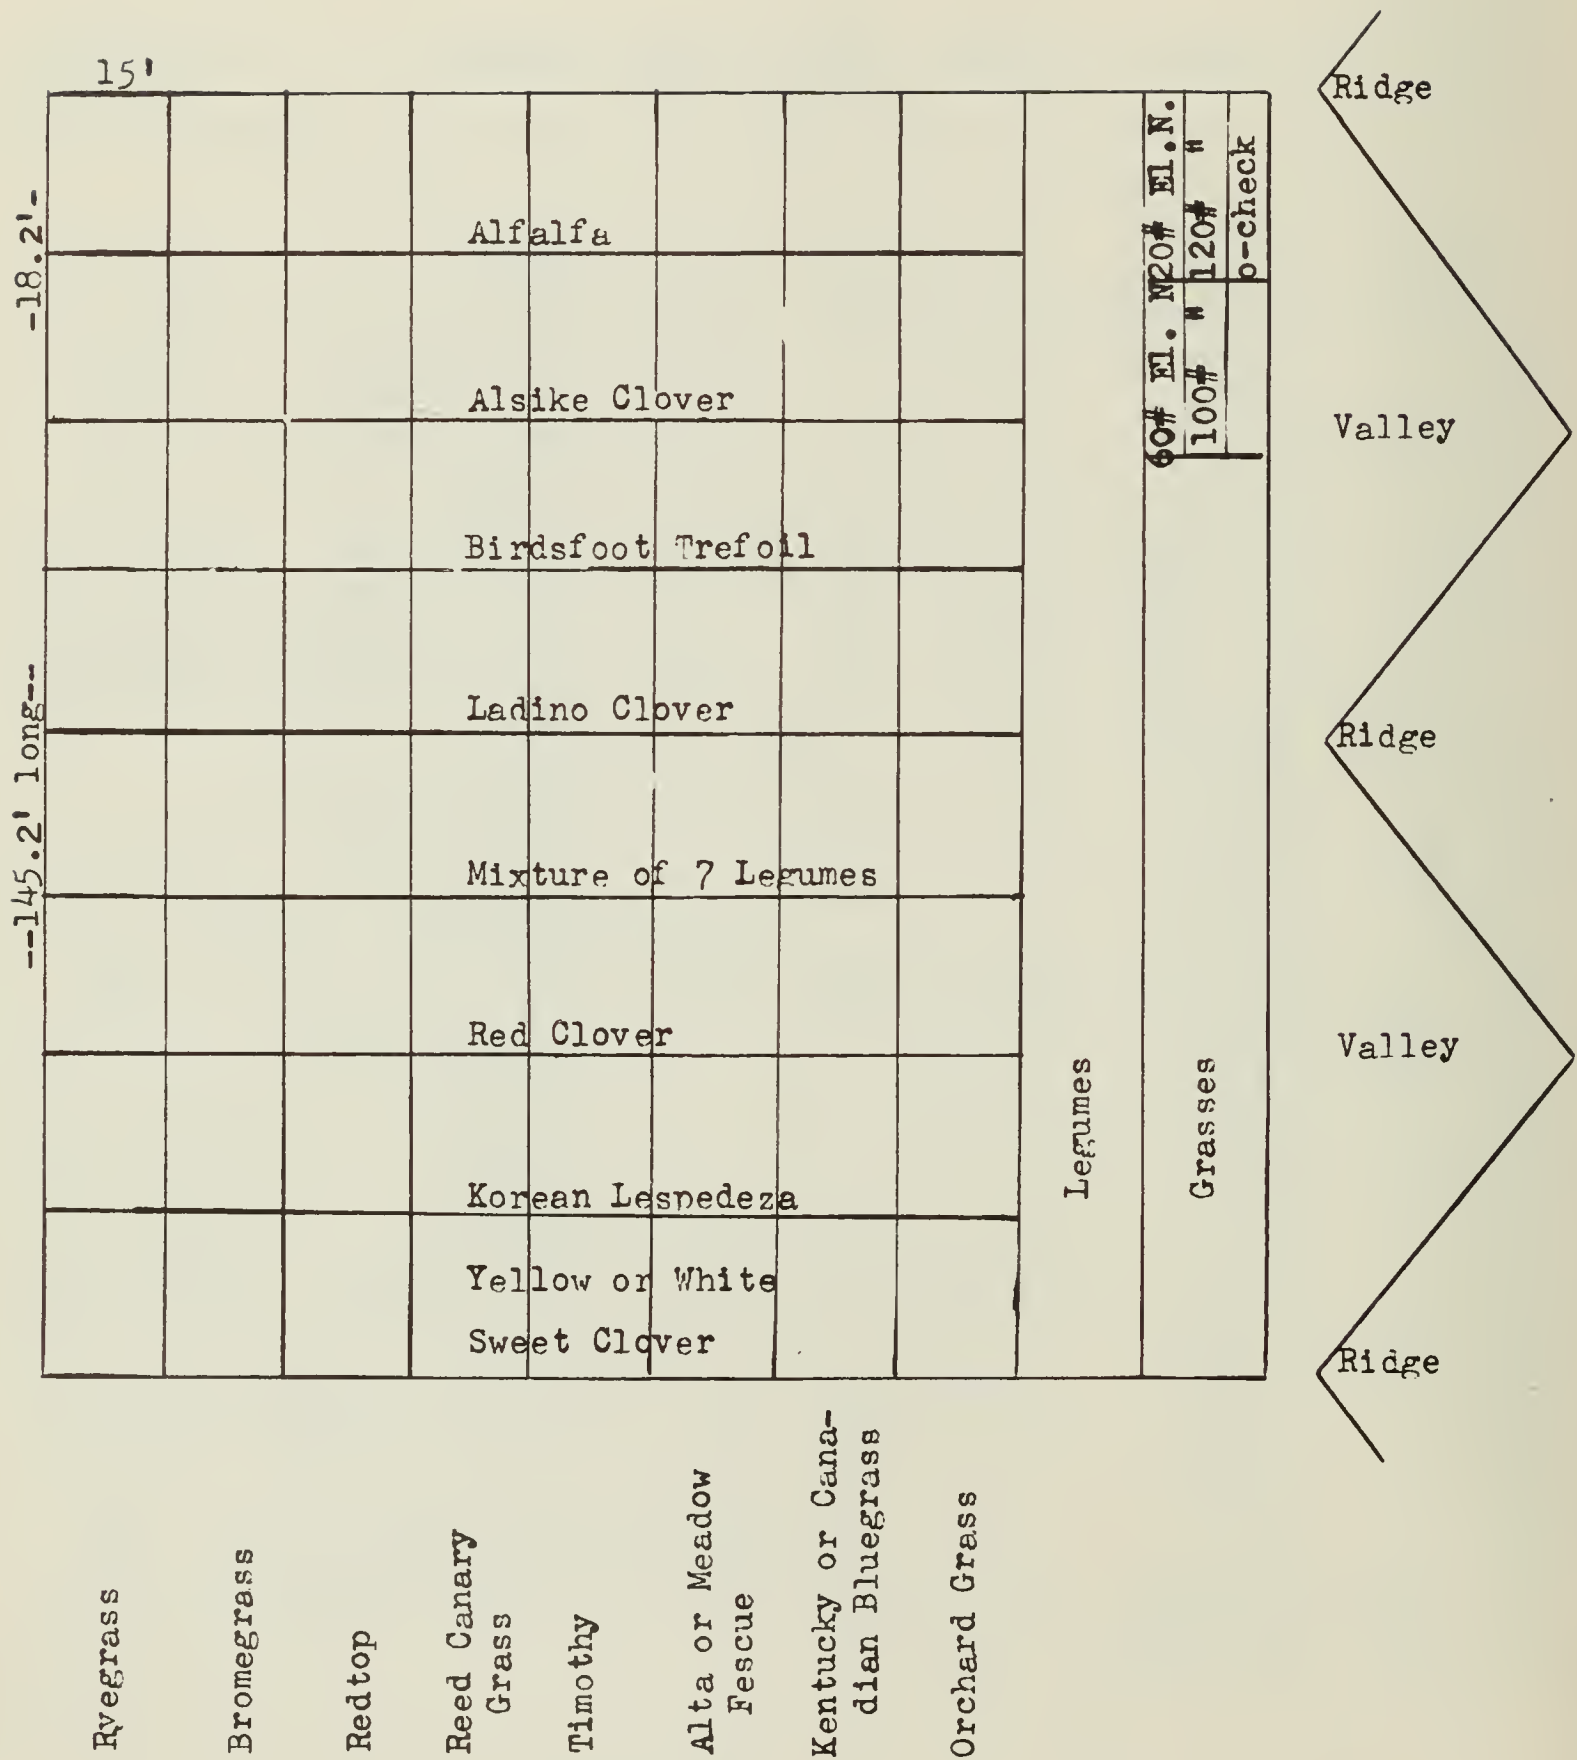 15'
-18.2'-
--145.2' long--
Alfalfa
Alsike Clover
Birdsfoot Trefoil
Ladino Clover
Mixture of 7 Legumes
Red Clover
Korean Lespedeza
Yellow or White
Sweet Clover
Legumes
Grasses
60# El. N
120# El.N.
100# "
120# "
o-check
Ridge
Valley
Ridge
Valley
Ridge
Ryegrass
Bromegrass
Redtop
Reed Canary
Grass
Timothy
Alta or Meadow
Fescue
Kentucky or Cana-
dian Bluegrass
Orchard Grass